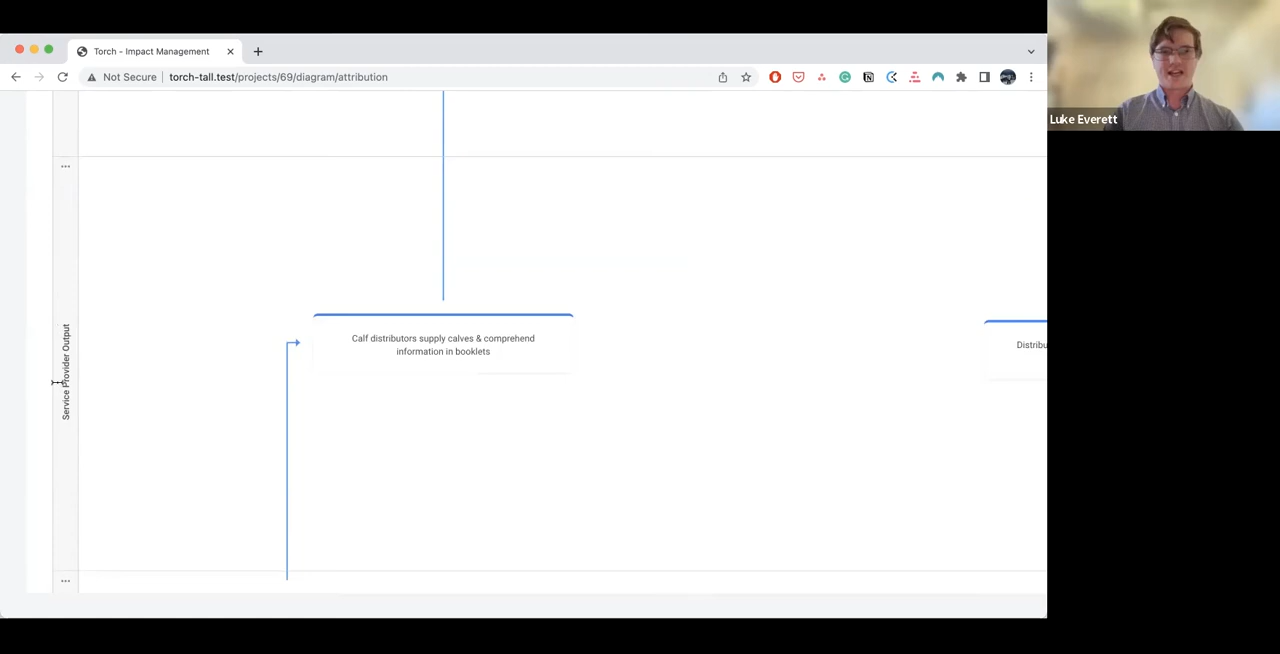 Torch - Impact Management
Not Secure
torch-tall.test/projects/69/diagram/attribution
Luke Everett
Service Provider Output
Calf distributors supply calves & comprehend
information in booklets
Distribu